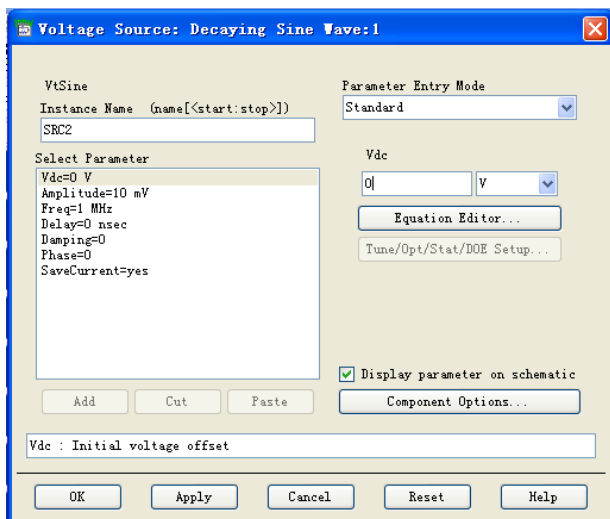 Voltage Source: Decaying Sine Wave:1
VtSine
Instance Name (name[<start:stop>])
SRC2
Select Parameter
Vdc=0 V
Amplitude=10 mV
Freq=1 MHz
Delay=0 nsec
Damping=0
Phase=0
SaveCurrent=yes
Add Cut Paste
Parameter Entry Mode
Standard
Vdc
0 V
Equation Editor...
Tune/Opt/Stat/DOE Setup...
Display parameter on schematic
Component Options...
Vdc : Initial voltage offset
OK Apply Cancel Reset Help